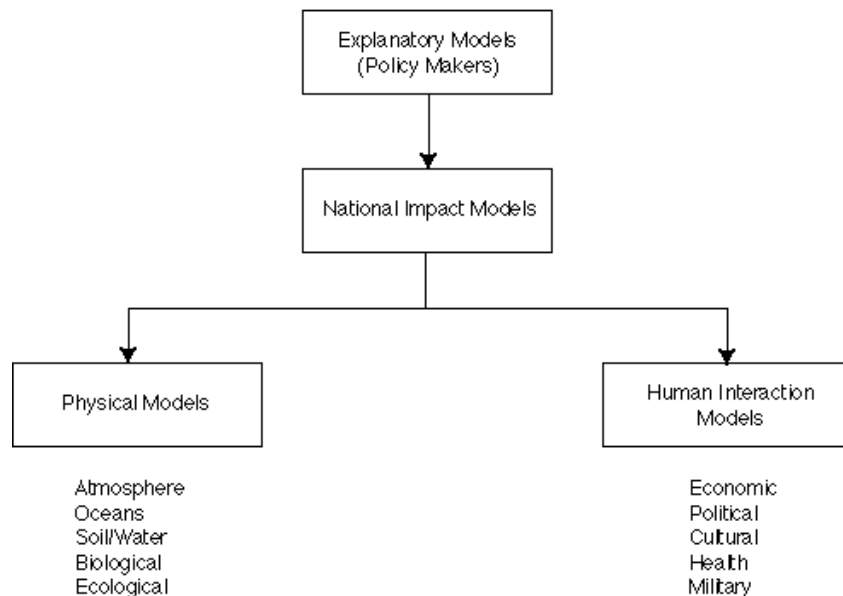 Explanatory Models
(Policy Makers)
National Impact Models
Physical Models
Human Interaction
Models
Atmosphere
Oceans
Soil/Water
Biological
Ecological
Economic
Political
Cultural
Health
Military